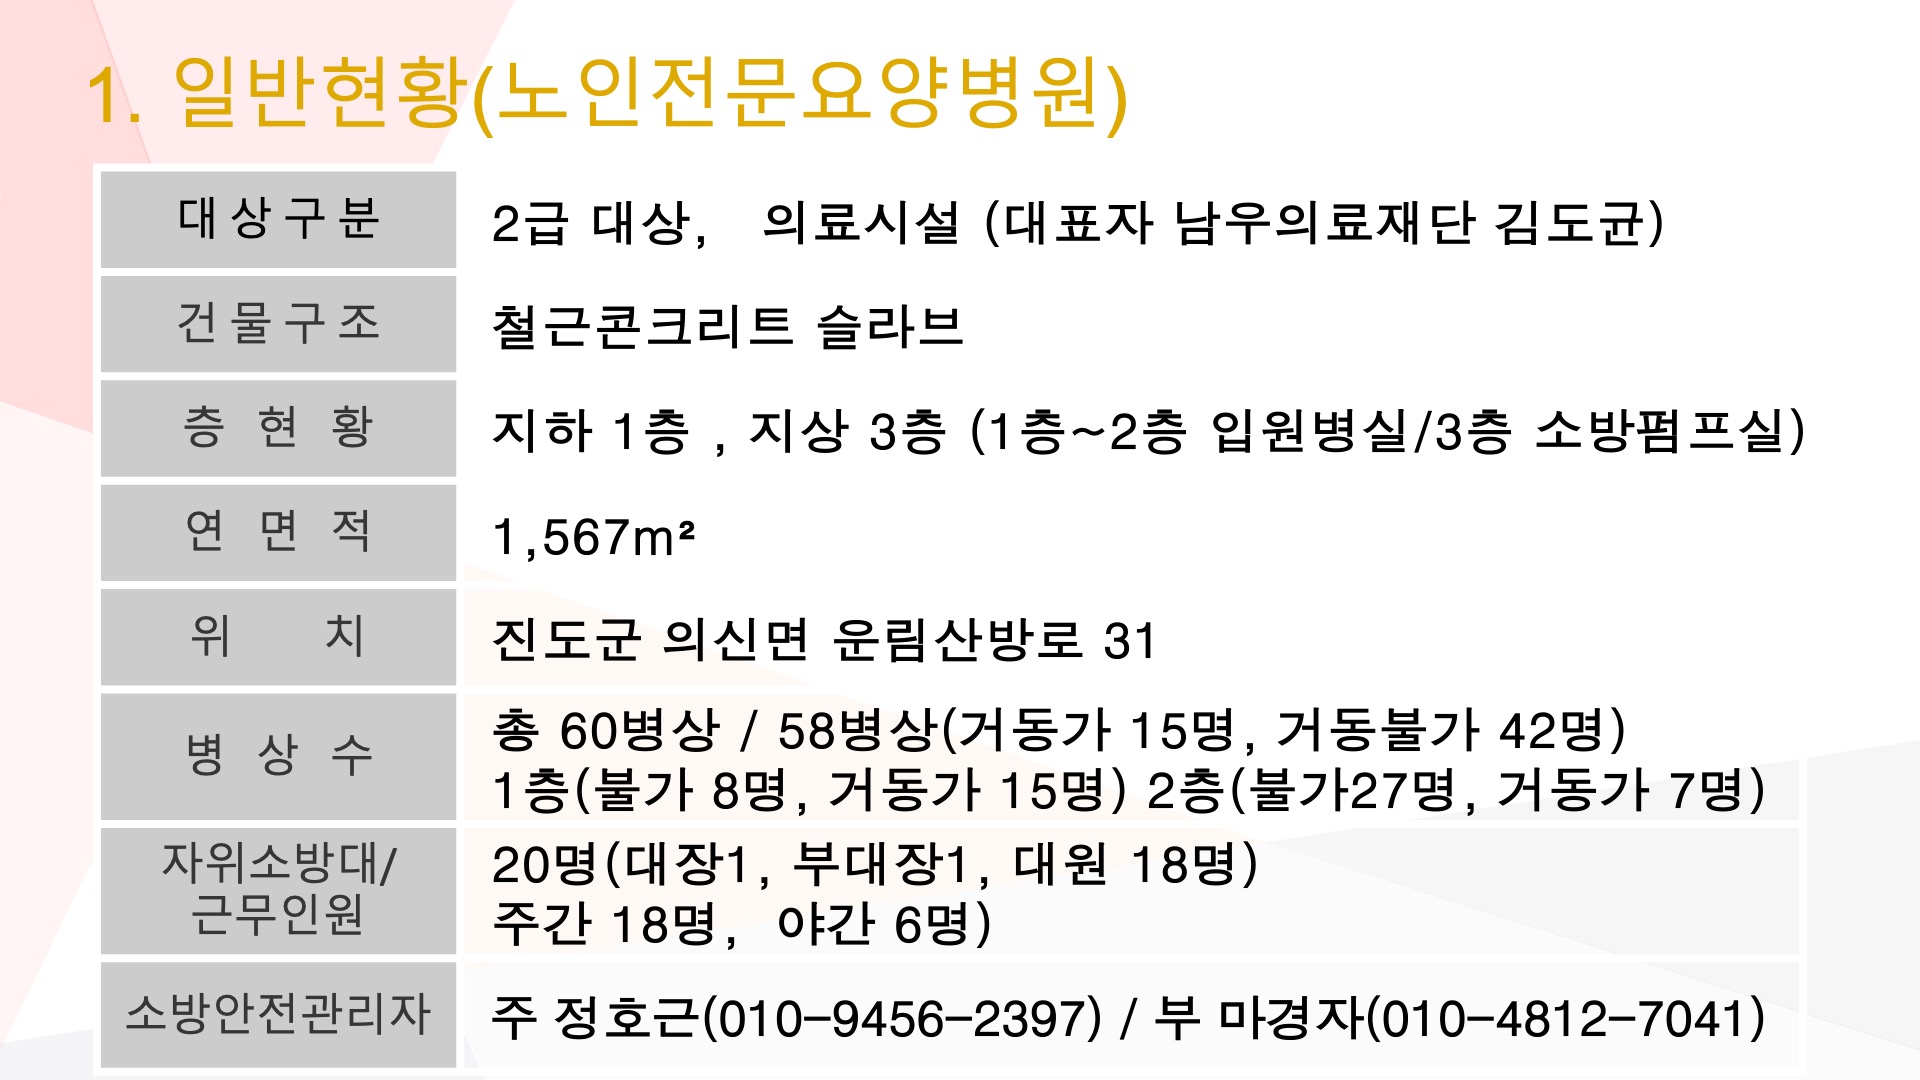 1. 일반현황(노인전문요양병원)
대상구분
2급 대상, 의료시설 (대표자 남우의료재단 김도균)
건물구조
철근콘크리트 슬라브
층 현 황
지하 1층 , 지상 3층 (1층~2층 입원병실/3층 소방펌프실)
연 면 적
1,567m²
위 치
진도군 의신면 운림산방로 31
병 상 수
총 60병상 / 58병상(거동가 15명, 거동불가 42명)
1층(불가 8명, 거동가 15명) 2층(불가27명, 거동가 7명)
자위소방대/
근무인원
20명(대장1, 부대장1, 대원 18명)
주간 18명, 야간 6명)
소방안전관리자
주 정호근(010-9456-2397) / 부 마경자(010-4812-7041)